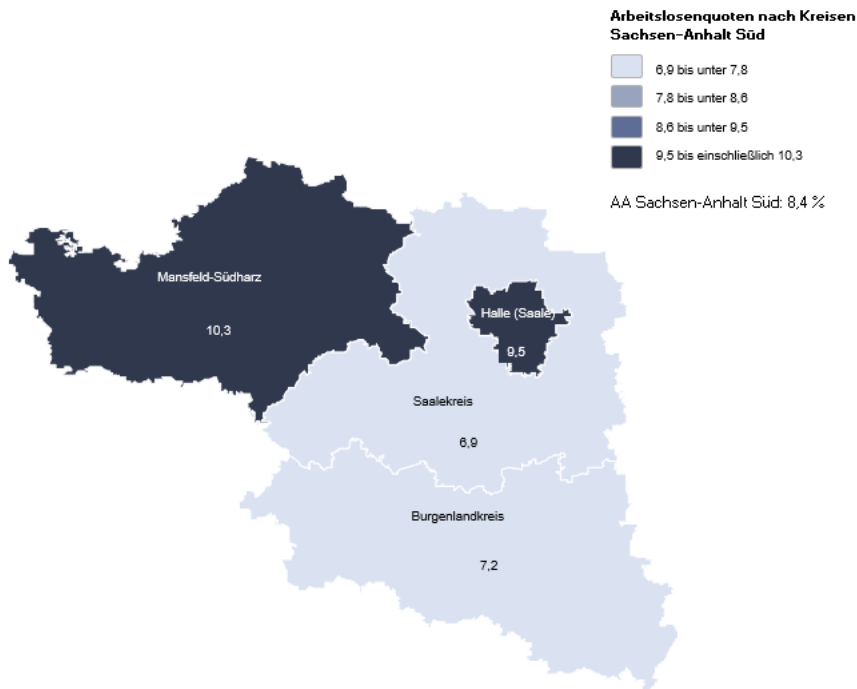 Arbeitslosenquoten nach Kreisen
Sachsen-Anhalt Süd
6,9 bis unter 7,8
7,8 bis unter 8,6
8,6 bis unter 9,5
9,5 bis einschließlich 10,3
AA Sachsen-Anhalt Süd: 8,4 %
Mansfeld-Südharz
10,3
Halle (Saale)
9,5
Saalekreis
6,9
Burgenlandkreis
7,2